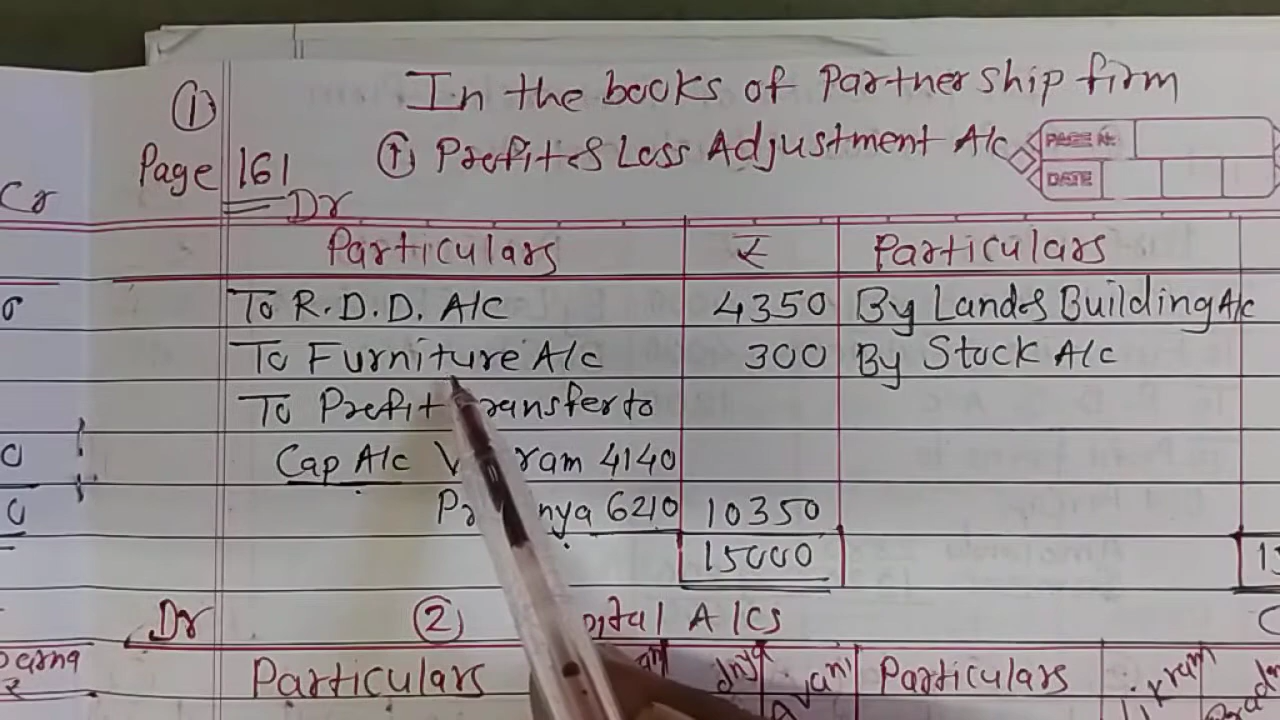 ① In the books of Partnership firm
Page 161 ① Profit & Loss Adjustment A/c
PAGE No.
DATE
Cr
Dr
Particulars ₹ Particulars
To R.D.D. A/c 4350 By Land & Building A/c
To Furniture A/c 300 By Stock A/c
To Profit transfer to
Cap A/c 4140
6210 10350
15000
Dr ② A/Cs
Particulars Particulars